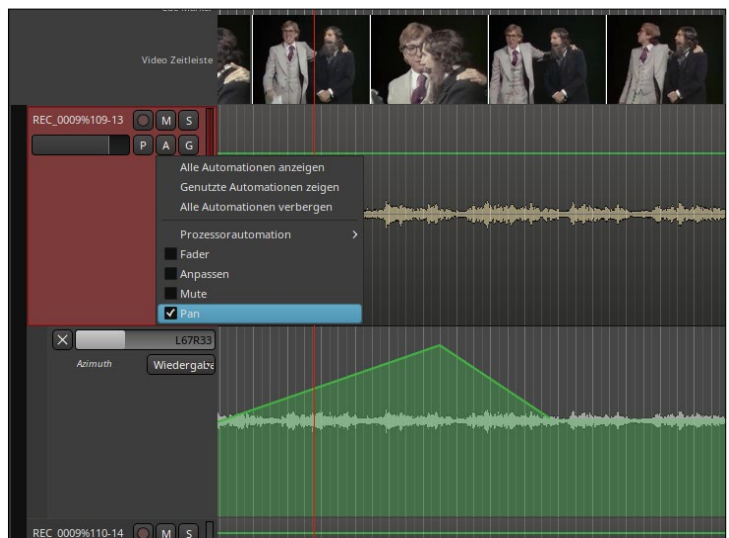 Video Zeitleiste
REC_0009%109-13 M S
P A G
Alle Automationen anzeigen
Genutzte Automationen zeigen
Alle Automationen verbergen
Prozessorautomation
Fader
Anpassen
Mute
Pan
L67R33
Azimuth Wiedergabe
REC_0009%110-14 M S